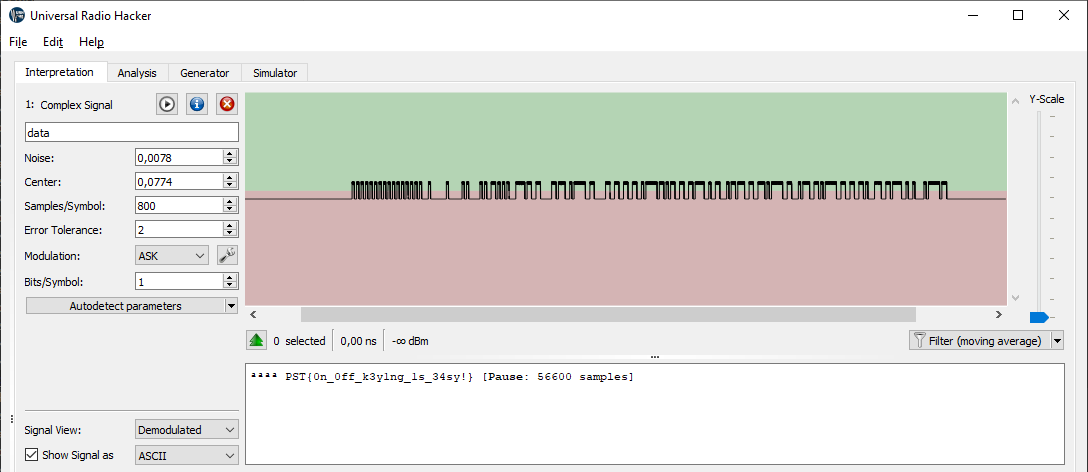 Universal Radio Hacker
File Edit Help
Interpretation Analysis Generator Simulator
1: Complex Signal
data
Noise: 0,0078
Center: 0,0774
Samples/Symbol: 800
Error Tolerance: 2
Modulation: ASK
Bits/Symbol: 1
Autodetect parameters
Y-Scale
0 selected 0,00 ns -∞ dBm
Filter (moving average)
ªªªª PST{0n_0ff_k3y1ng_1s_34sy!} [Pause: 56600 samples]
Signal View: Demodulated
Show Signal as ASCII